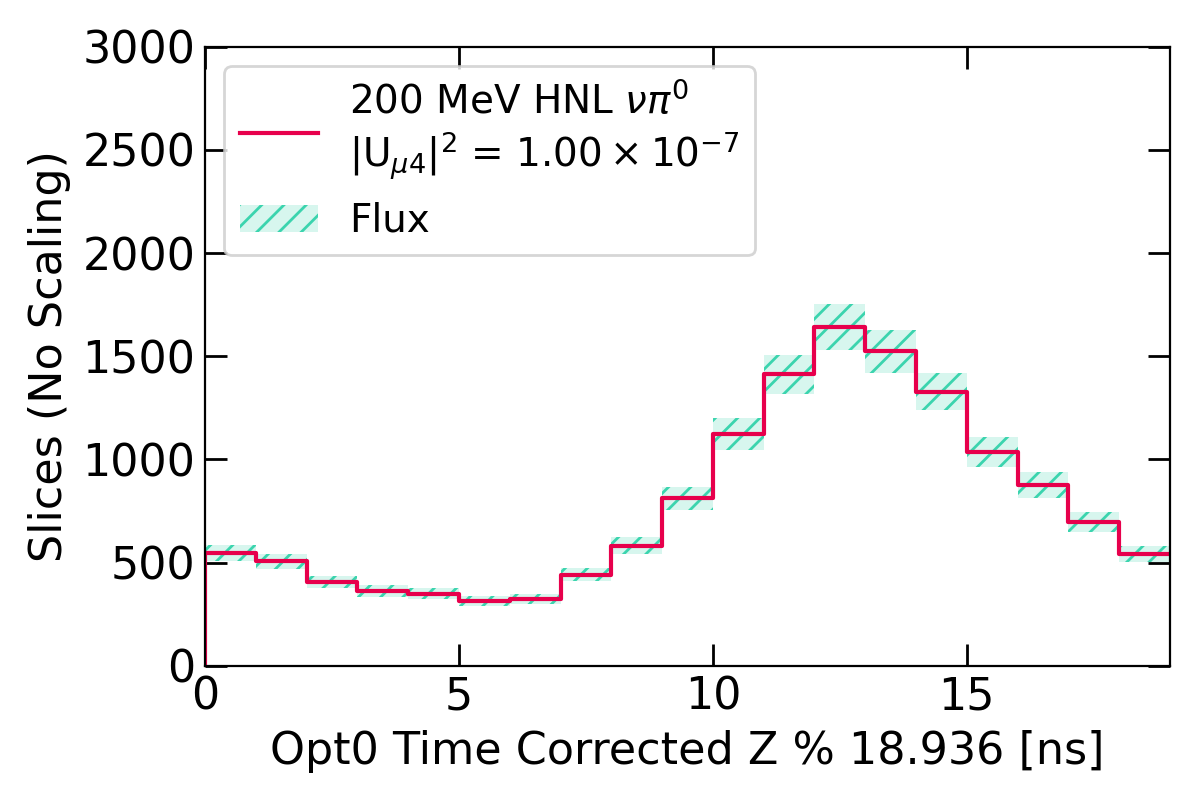 3000
2500
2000
1500
1000
500
0
Slices (No Scaling)
200 MeV HNL νπ⁰
|U_μ4|² = 1.00 × 10⁻⁷
Flux
0 5 10 15
Opt0 Time Corrected Z % 18.936 [ns]